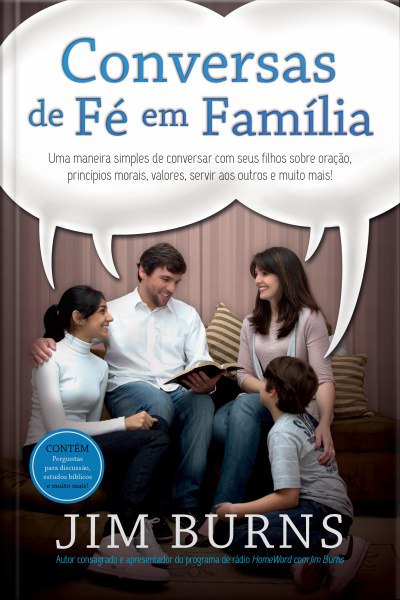 Conversas
de Fé em Família
Uma maneira simples de conversar com seus filhos sobre oração,
princípios morais, valores, servir aos outros e muito mais!
CONTÉM
Perguntas
para discussão,
estudos bíblicos
e muito mais!
JIM BURNS
Autor consagrado e apresentador do programa de rádio HomeWord com Jim Burns